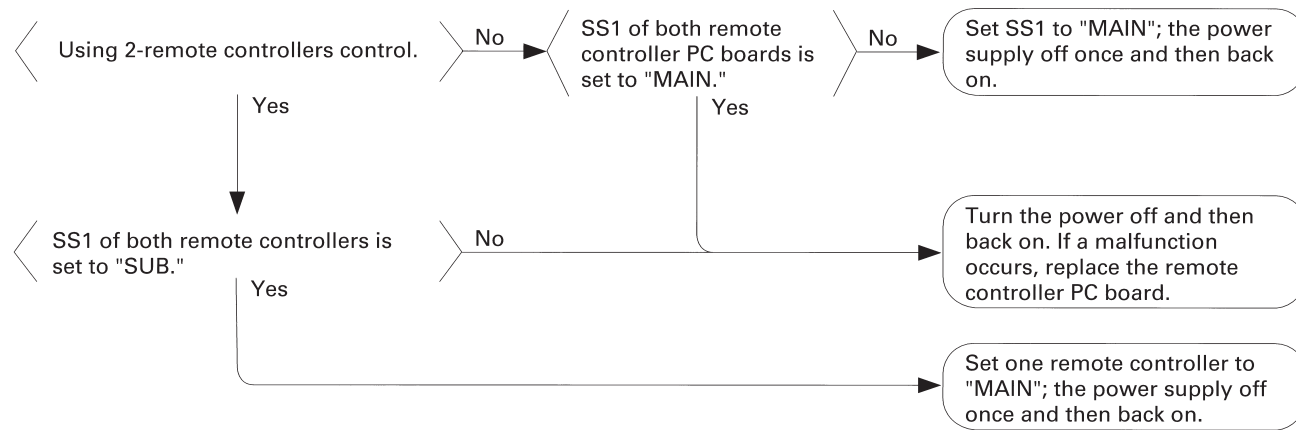 Using 2-remote controllers control.
No
SS1 of both remote
controller PC boards is
set to "MAIN."
No
Set SS1 to "MAIN"; the power
supply off once and then back
on.
Yes
Yes
SS1 of both remote controllers is
set to "SUB."
No
Turn the power off and then
back on. If a malfunction
occurs, replace the remote
controller PC board.
Yes
Set one remote controller to
"MAIN"; the power supply off
once and then back on.